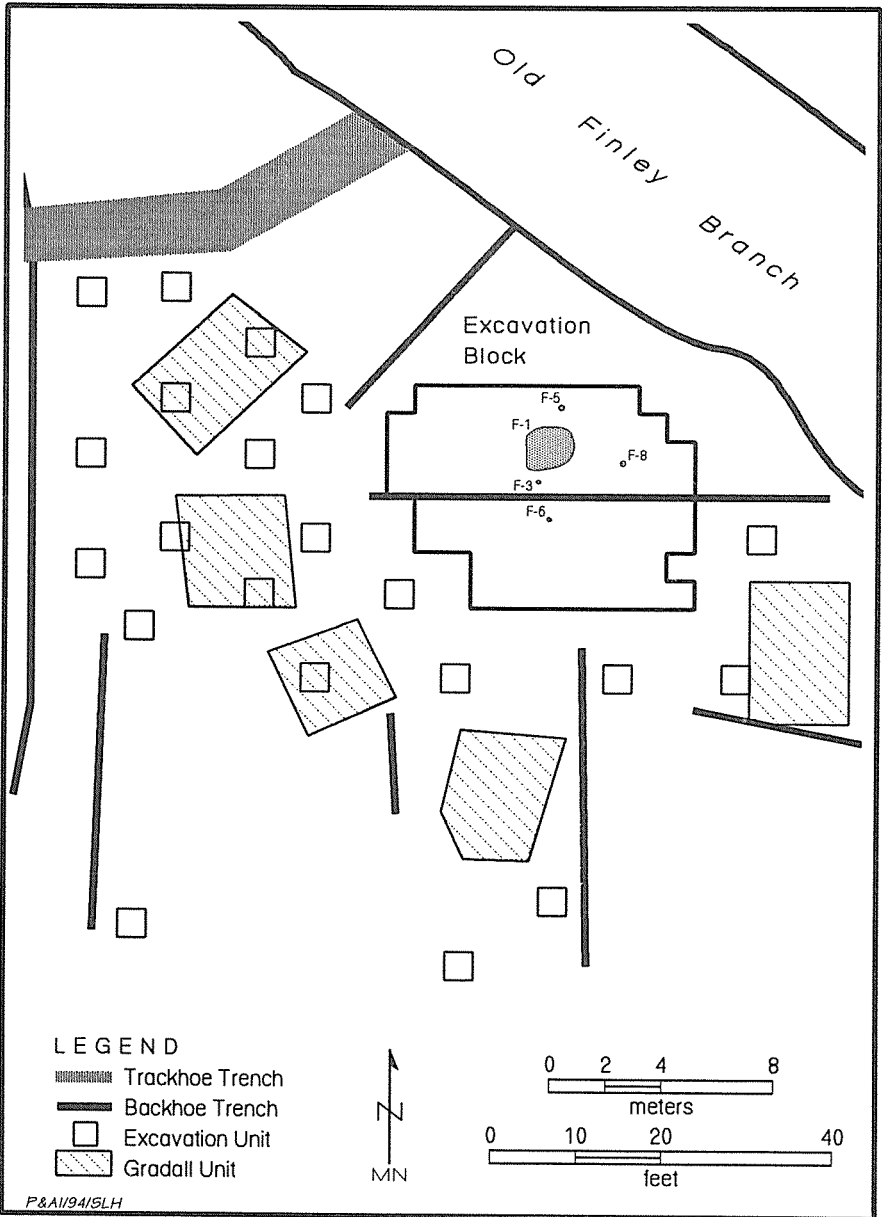 Old
Finley
Branch
Excavation
Block
F-5
F-1
F-8
F-3
F-6
LEGEND
Trackhoe Trench
Backhoe Trench
Excavation Unit
Gradall Unit
N
MN
0 2 4 8
meters
0 10 20 40
feet
P&AI/94/SLH